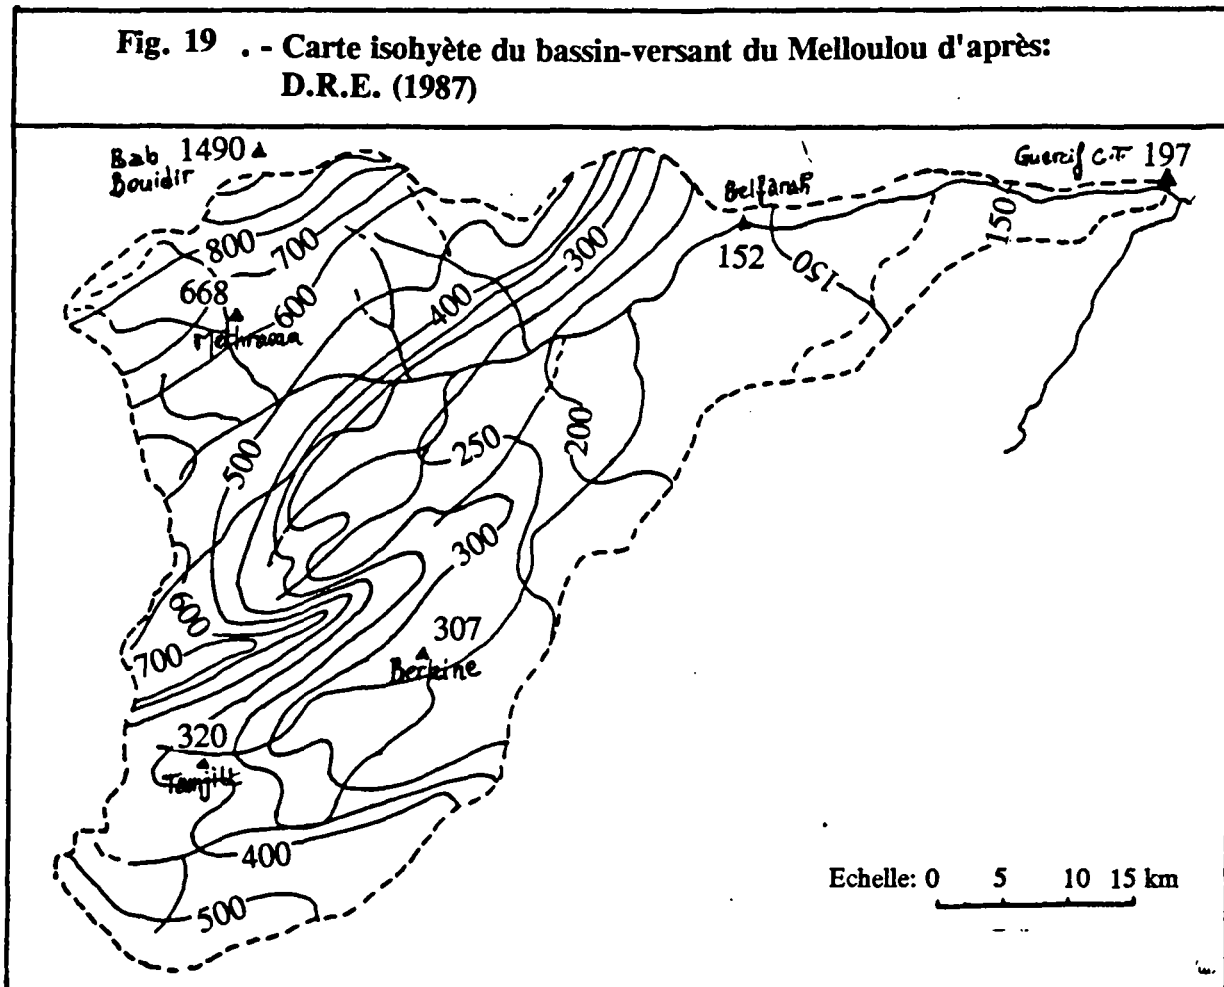 Fig. 19 . - Carte isohyète du bassin-versant du Melloulou d'après:
D.R.E. (1987)
Bab 1490
Bouidir
Guercif C.T. 197
Belfarah
152
150
150
800
700
668
600
300
400
500
250
200
300
600
700
307
Berkine
320
Tamjilt
400
500
Echelle: 0 5 10 15 km